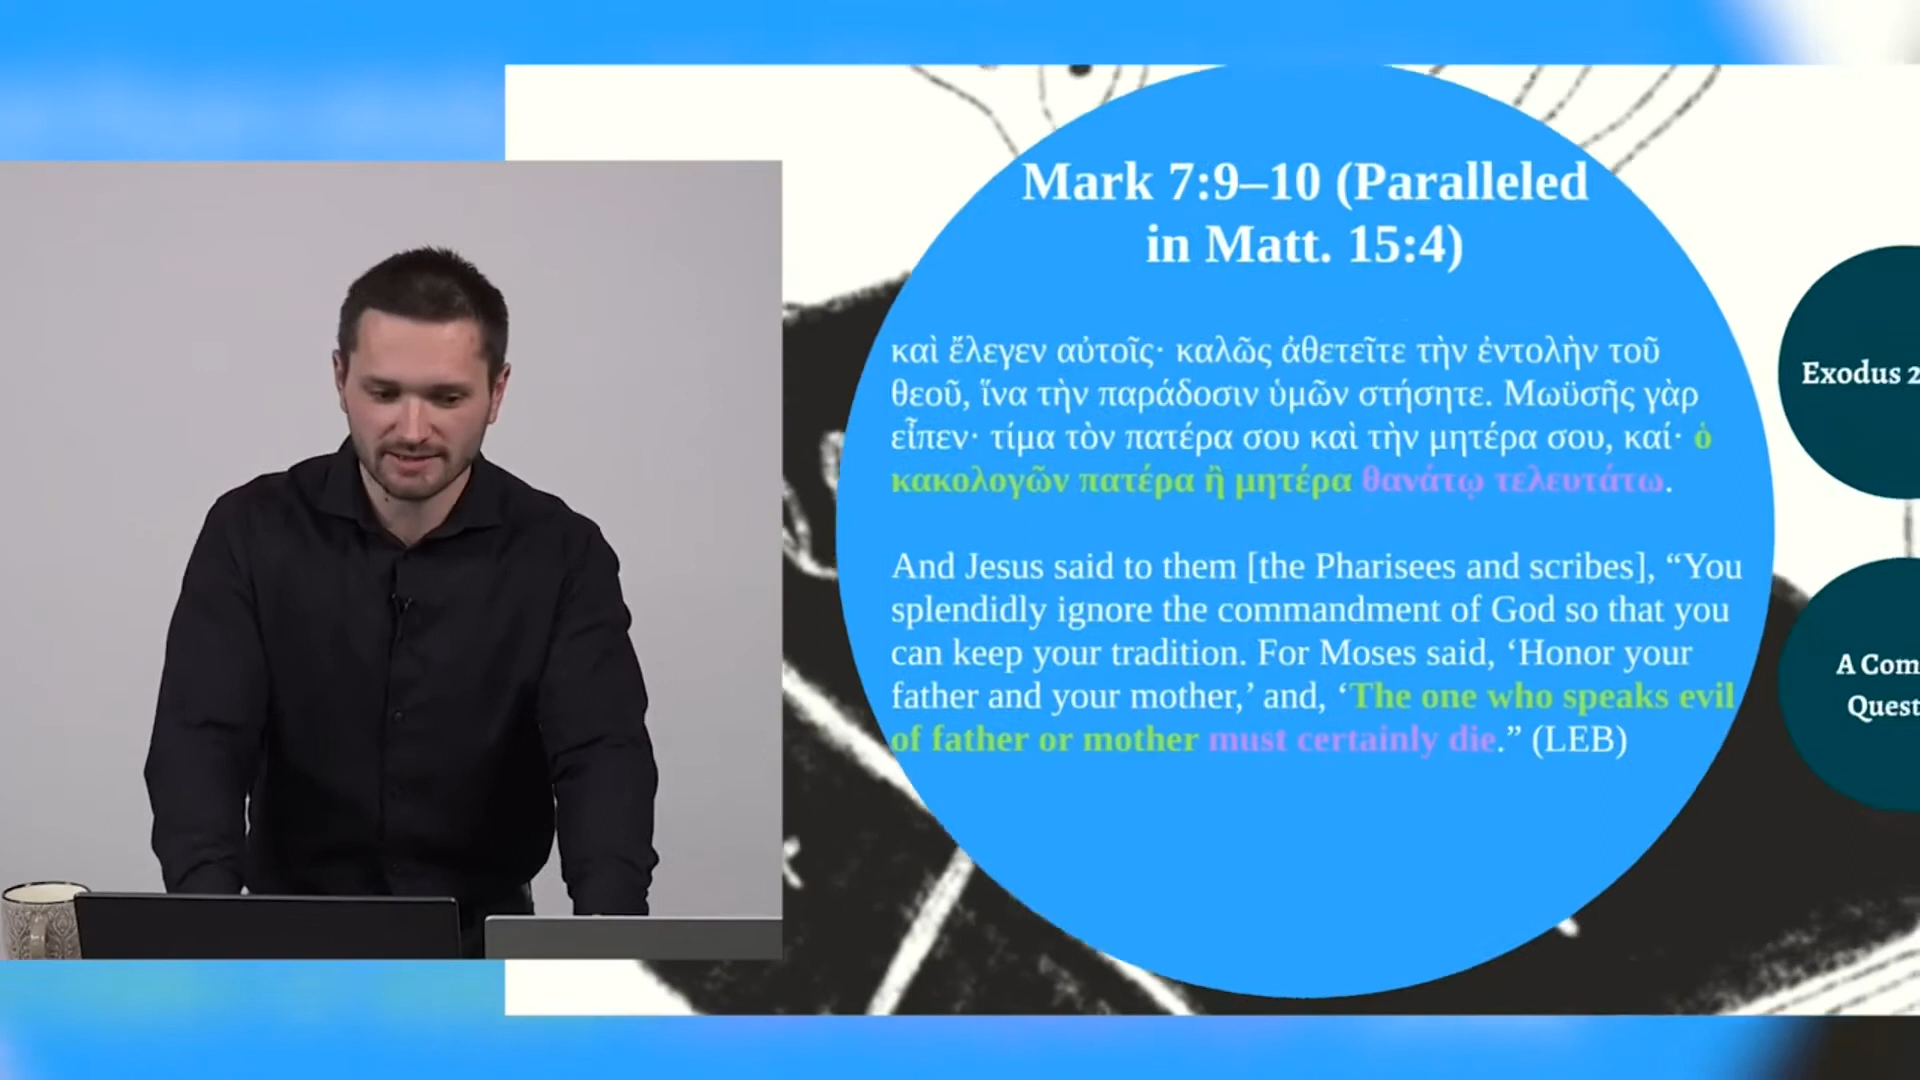 Mark 7:9–10 (Paralleled
in Matt. 15:4)
καὶ ἔλεγεν αὐτοῖς· καλῶς ἀθετεῖτε τὴν ἐντολὴν τοῦ
θεοῦ, ἵνα τὴν παράδοσιν ὑμῶν στήσητε. Μωϋσῆς γὰρ
εἶπεν· τίμα τὸν πατέρα σου καὶ τὴν μητέρα σου, καί· ὁ
κακολογῶν πατέρα ἢ μητέρα θανάτῳ τελευτάτω.
And Jesus said to them [the Pharisees and scribes], “You
splendidly ignore the commandment of God so that you
can keep your tradition. For Moses said, ‘Honor your
father and your mother,’ and, ‘The one who speaks evil
of father or mother must certainly die.” (LEB)
Exodus 2
A Com
Quest